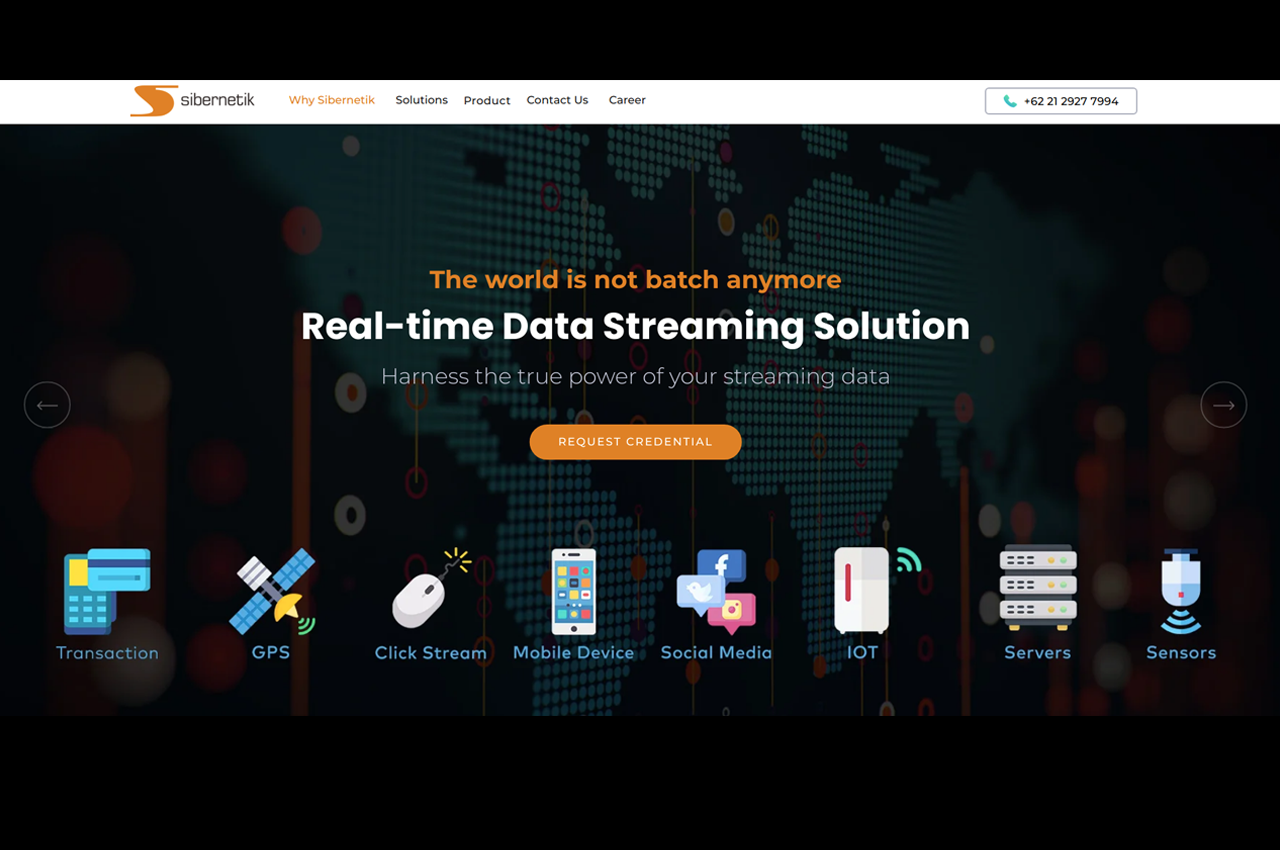 sibernetik
Why Sibernetik
Solutions
Product
Contact Us
Career
+62 21 2927 7994
The world is not batch anymore
Real-time Data Streaming Solution
Harness the true power of your streaming data
REQUEST CREDENTIAL
Transaction
GPS
Click Stream
Mobile Device
Social Media
IOT
Servers
Sensors